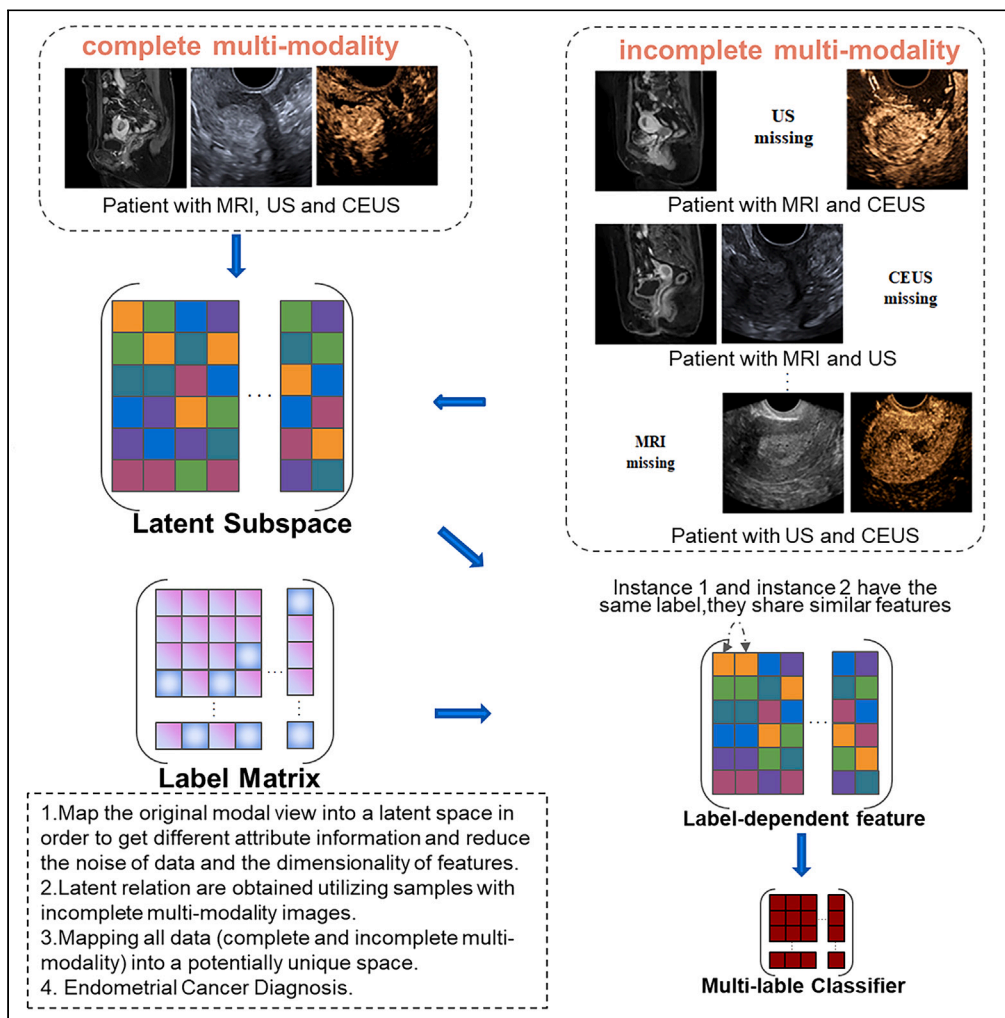 complete multi-modality
Patient with MRI, US and CEUS
incomplete multi-modality
US
missing
Patient with MRI and CEUS
CEUS
missing
Patient with MRI and US
MRI
missing
Patient with US and CEUS
Latent Subspace
Label Matrix
Instance 1 and instance 2 have the
same label,they share similar features
Label-dependent feature
Multi-lable Classifier
1.Map the original modal view into a latent space in
order to get different attribute information and reduce
the noise of data and the dimensionality of features.
2.Latent relation are obtained utilizing samples with
incomplete multi-modality images.
3.Mapping all data (complete and incomplete multi-
modality) into a potentially unique space.
4. Endometrial Cancer Diagnosis.